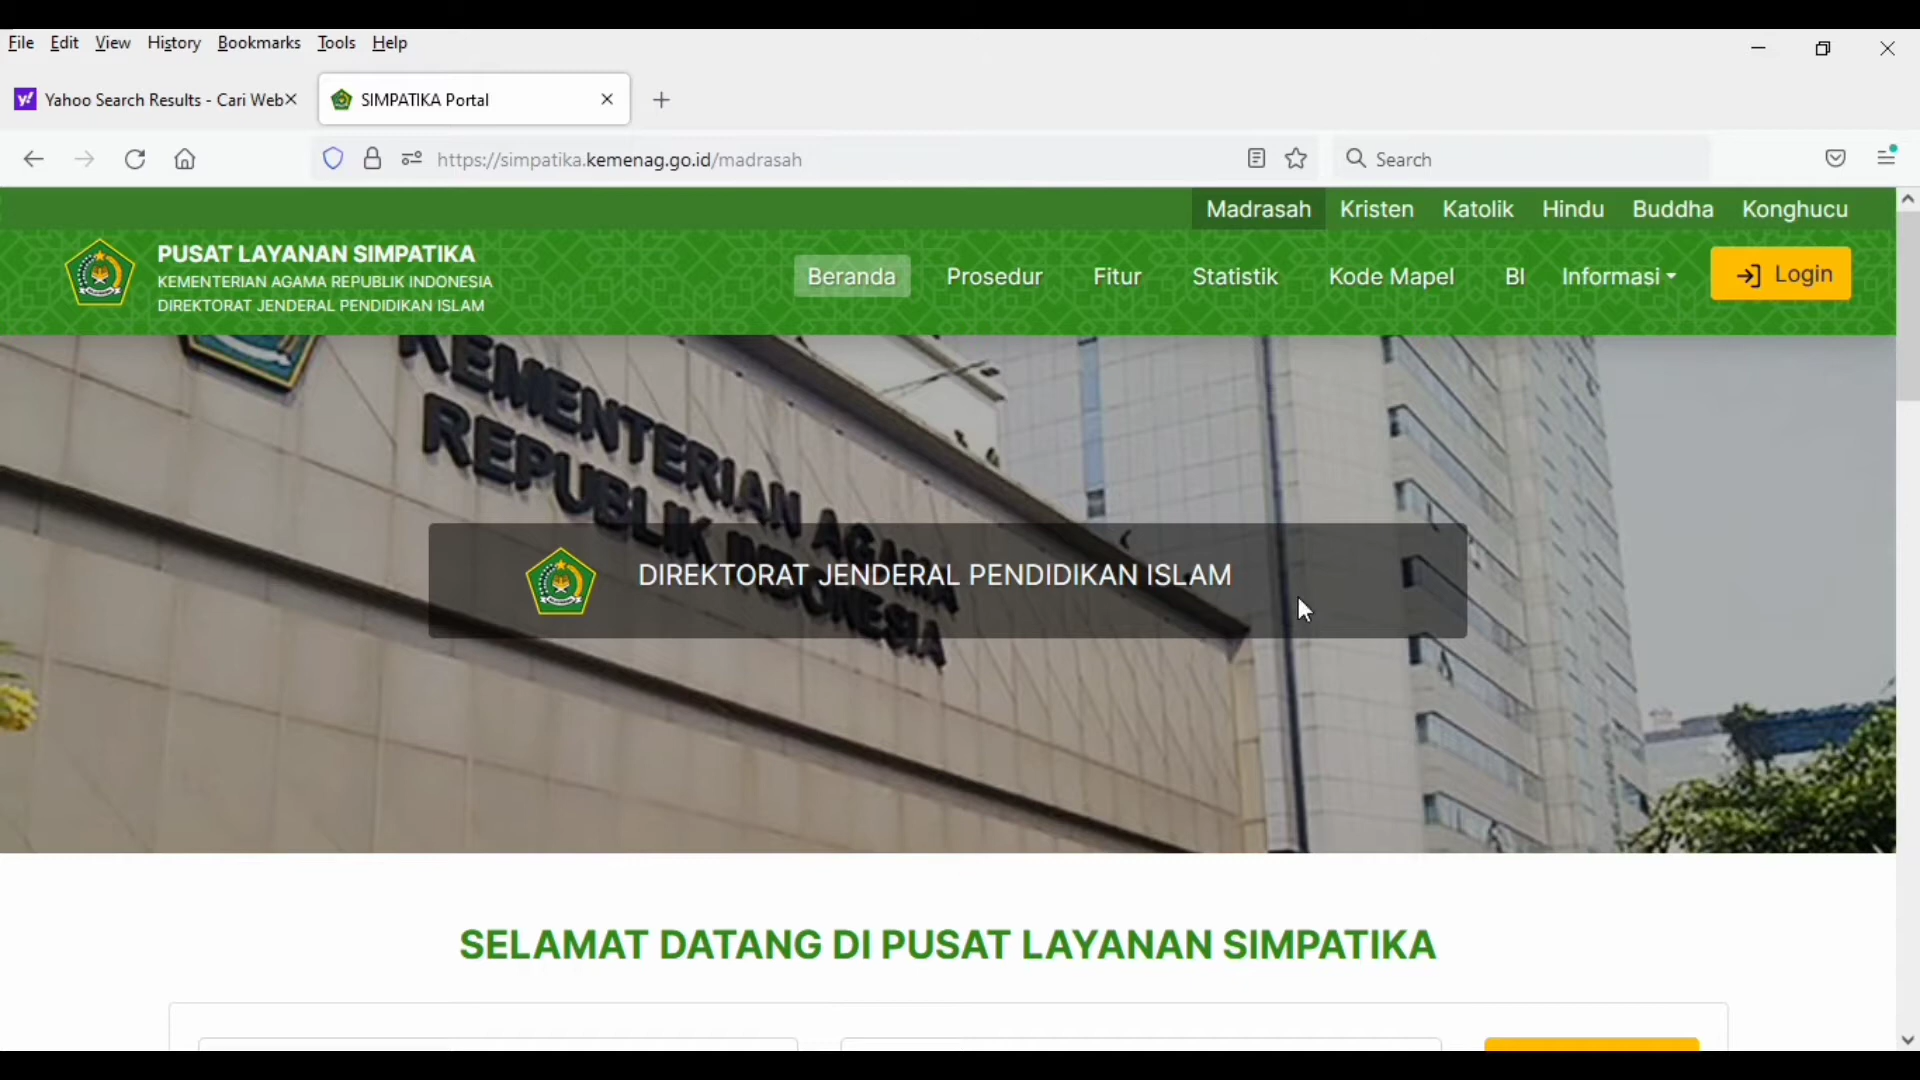 File Edit View History Bookmarks Tools Help
Yahoo Search Results - Cari Web
SIMPATIKA Portal
https://simpatika.kemenag.go.id/madrasah
Search
Madrasah Kristen Katolik Hindu Buddha Konghucu
PUSAT LAYANAN SIMPATIKA
KEMENTERIAN AGAMA REPUBLIK INDONESIA
DIREKTORAT JENDERAL PENDIDIKAN ISLAM
Beranda Prosedur Fitur Statistik Kode Mapel BI Informasi Login
KEMENTERIAN AGAMA
REPUBLIK INDONESIA
DIREKTORAT JENDERAL PENDIDIKAN ISLAM
SELAMAT DATANG DI PUSAT LAYANAN SIMPATIKA